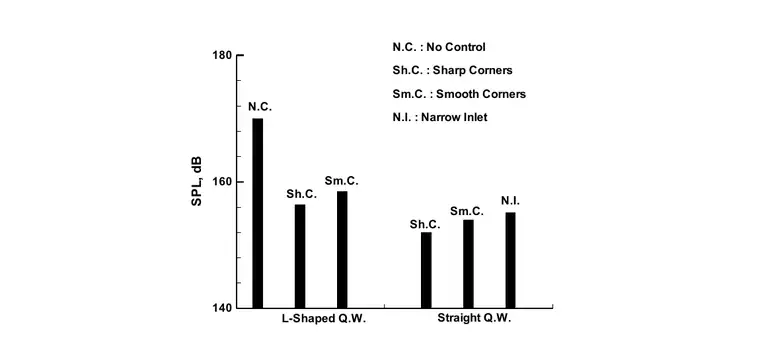 N.C. : No Control
180
Sh.C. : Sharp Corners
Sm.C. : Smooth Corners
N.C.
N.I. : Narrow Inlet
SPL, dB
160
Sm.C.
Sh.C.
N.I.
Sm.C.
Sh.C.
140
L-Shaped Q.W.
Straight Q.W.